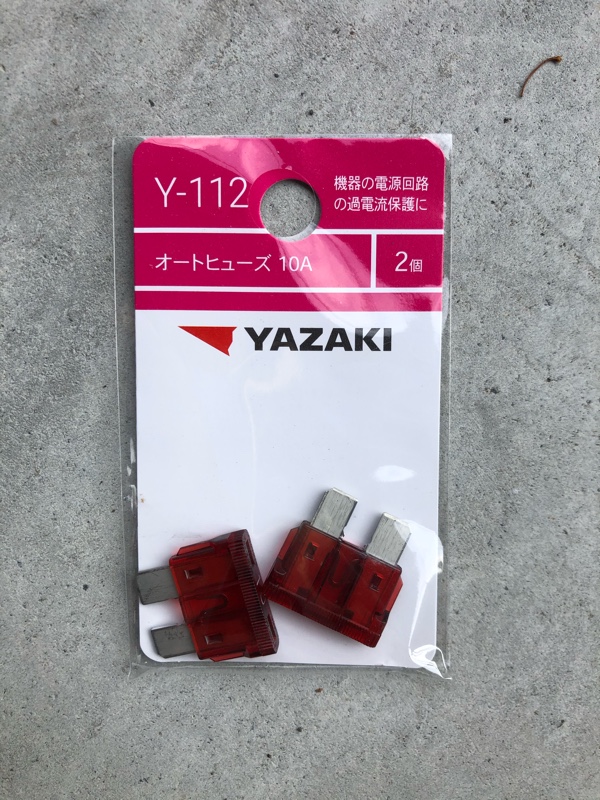 Y-112
機器の電源回路
の過電流保護に
オートヒューズ 10A
2個
YAZAKI